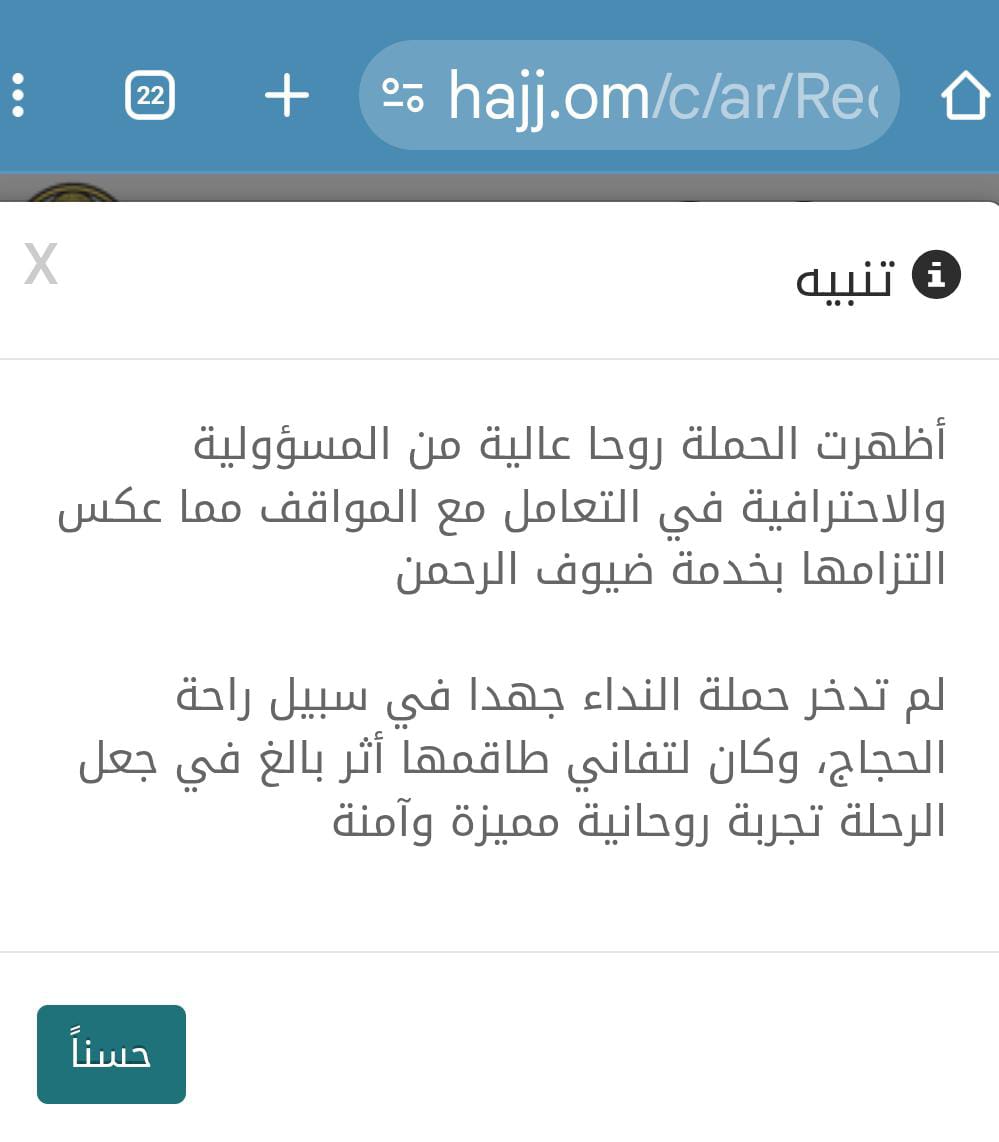 22
hajj.om/c/ar/Re
تنبيه
X
أظهرت الحملة روحا عالية من المسؤولية
والاحترافية في التعامل مع المواقف مما عكس
التزامها بخدمة ضيوف الرحمن
لم تدخر حملة النداء جهدا في سبيل راحة
الحجاج، وكان لتفاني طاقمها أثر بالغ في جعل
الرحلة تجربة روحانية مميزة وآمنة
حسناً